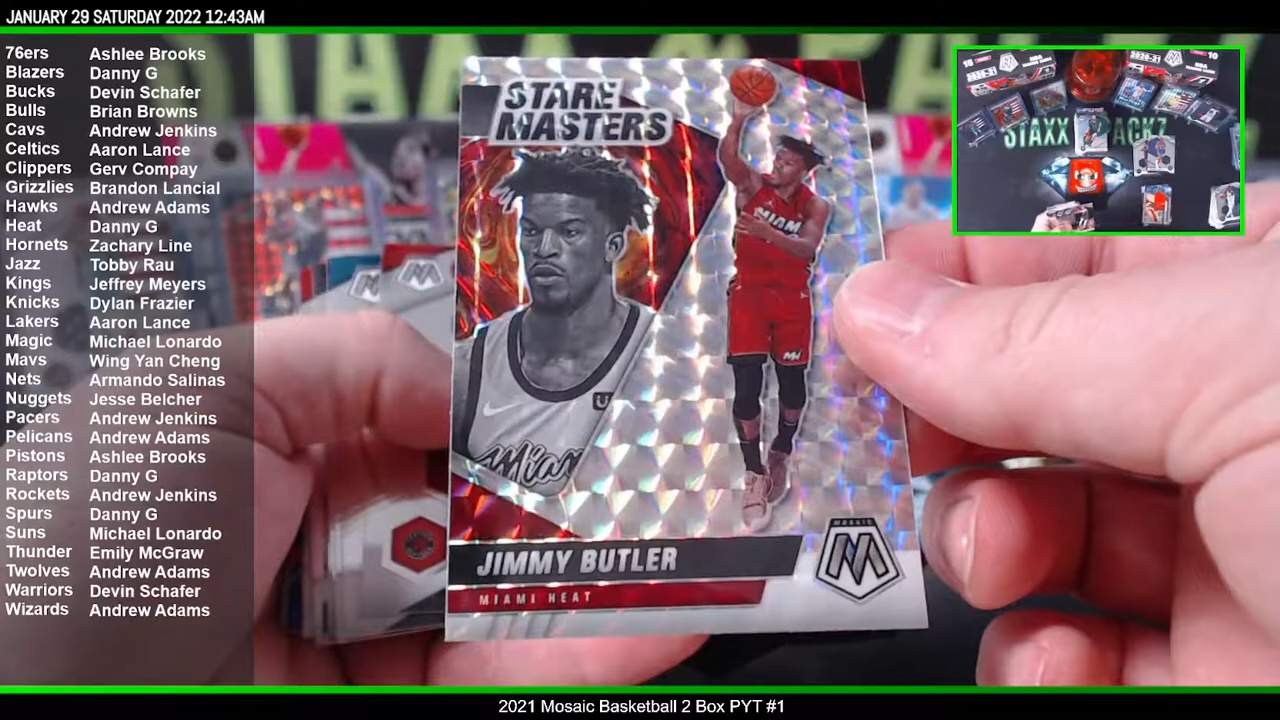 JANUARY 29 SATURDAY 2022 12:43AM
76ers Ashlee Brooks
Blazers Danny G
Bucks Devin Schafer
Bulls Brian Browns
Cavs Andrew Jenkins
Celtics Aaron Lance
Clippers Gerv Compay
Grizzlies Brandon Lancial
Hawks Andrew Adams
Heat Danny G
Hornets Zachary Line
Jazz Tobby Rau
Kings Jeffrey Meyers
Knicks Dylan Frazier
Lakers Aaron Lance
Magic Michael Lonardo
Mavs Wing Yan Cheng
Nets Armando Salinas
Nuggets Jesse Belcher
Pacers Andrew Jenkins
Pelicans Andrew Adams
Pistons Ashlee Brooks
Raptors Danny G
Rockets Andrew Jenkins
Spurs Danny G
Suns Michael Lonardo
Thunder Emily McGraw
Twolves Andrew Adams
Warriors Devin Schafer
Wizards Andrew Adams
STARE
MASTERS
MIAMI
Miami
JIMMY BUTLER
MIAMI HEAT
MOSAIC
M
STAXX PACKZ
2021 Mosaic Basketball 2 Box PYT #1